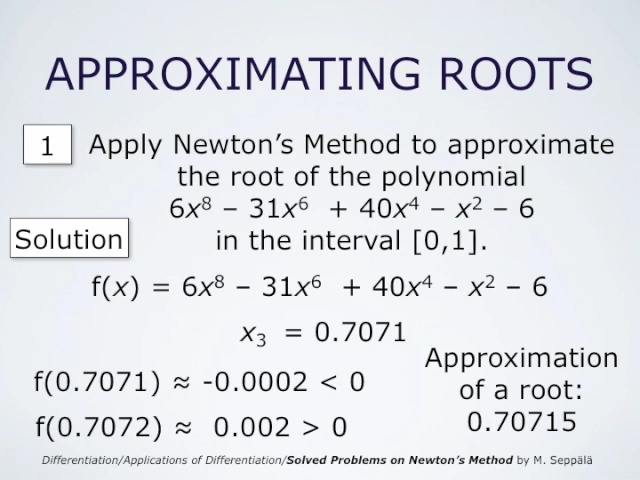 APPROXIMATING ROOTS
1
Apply Newton’s Method to approximate
the root of the polynomial
6x⁸ – 31x⁶ + 40x⁴ – x² – 6
Solution
in the interval [0,1].
f(x) = 6x⁸ – 31x⁶ + 40x⁴ – x² – 6
x₃ = 0.7071
Approximation
of a root:
0.70715
f(0.7071) ≈ -0.0002 < 0
f(0.7072) ≈ 0.002 > 0
Differentiation/Applications of Differentiation/Solved Problems on Newton’s Method by M. Seppälä